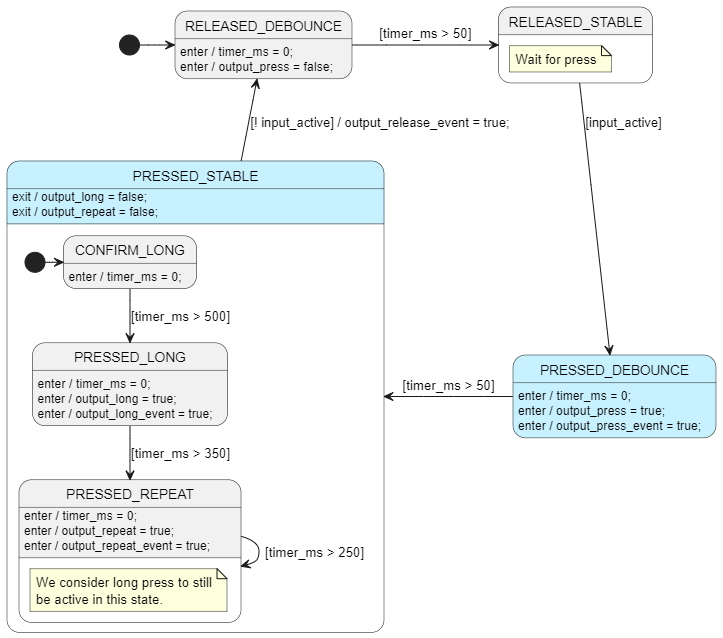 RELEASED_DEBOUNCE
enter / timer_ms = 0;
enter / output_press = false;
[timer_ms > 50]
RELEASED_STABLE
Wait for press
[! input_active] / output_release_event = true;
[input_active]
PRESSED_STABLE
exit / output_long = false;
exit / output_repeat = false;
CONFIRM_LONG
enter / timer_ms = 0;
[timer_ms > 500]
PRESSED_LONG
enter / timer_ms = 0;
enter / output_long = true;
enter / output_long_event = true;
[timer_ms > 350]
PRESSED_REPEAT
enter / timer_ms = 0;
enter / output_repeat = true;
enter / output_repeat_event = true;
[timer_ms > 250]
We consider long press to still
be active in this state.
[timer_ms > 50]
PRESSED_DEBOUNCE
enter / timer_ms = 0;
enter / output_press = true;
enter / output_press_event = true;